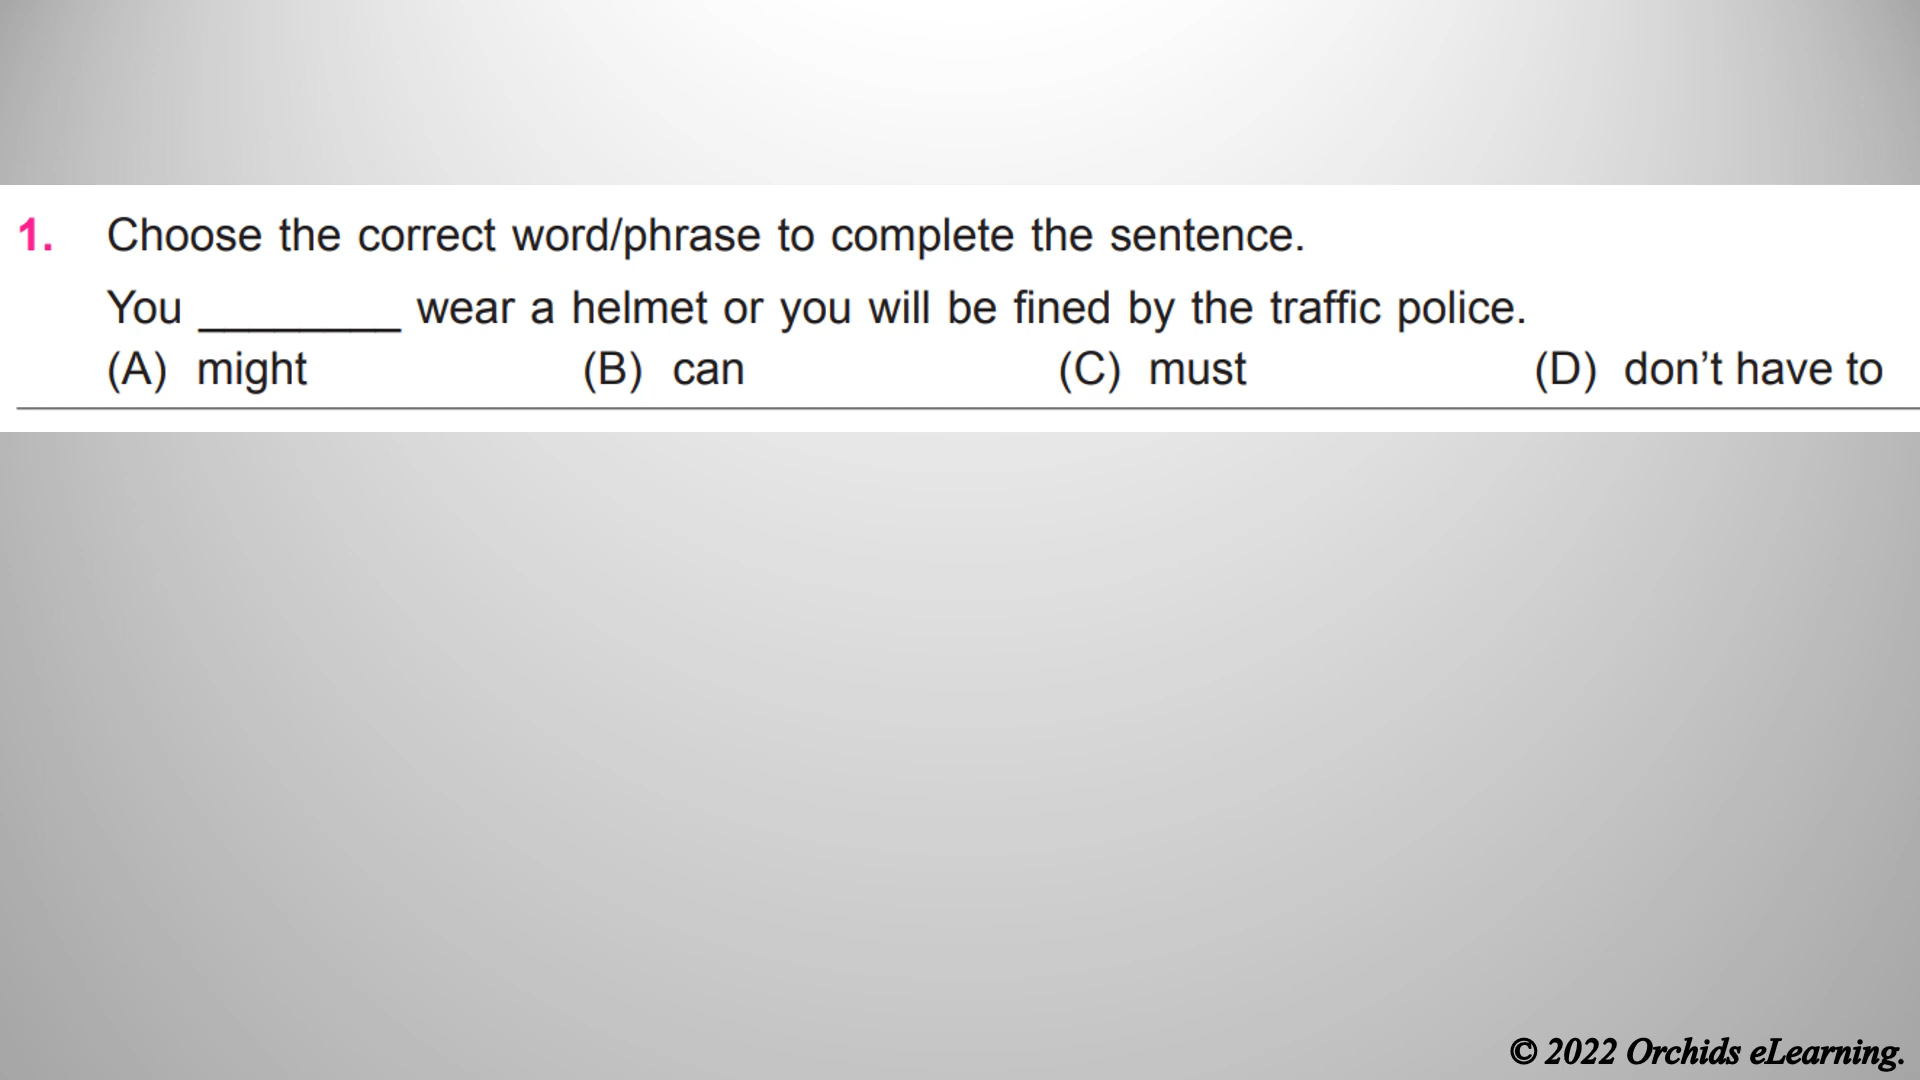 1. Choose the correct word/phrase to complete the sentence.
You ________ wear a helmet or you will be fined by the traffic police.
(A) might (B) can (C) must (D) don’t have to
© 2022 Orchids eLearning.